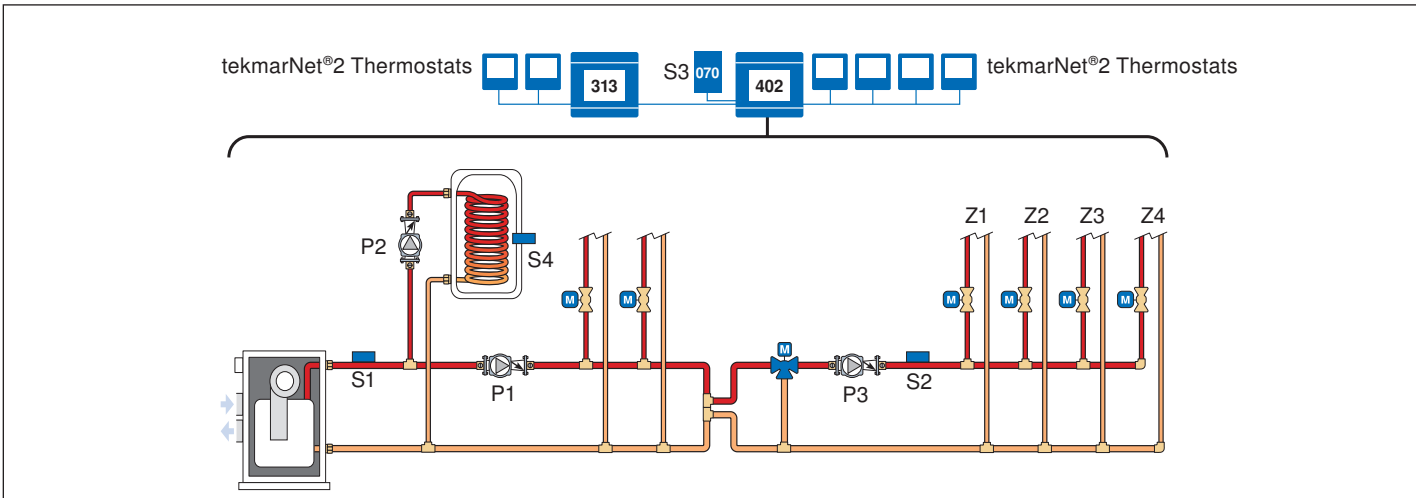 tekmarNet®2 Thermostats
313
S3
070
402
tekmarNet®2 Thermostats
P2
S4
Z1
Z2
Z3
Z4
M
M
M
M
M
M
M
S1
P1
P3
S2